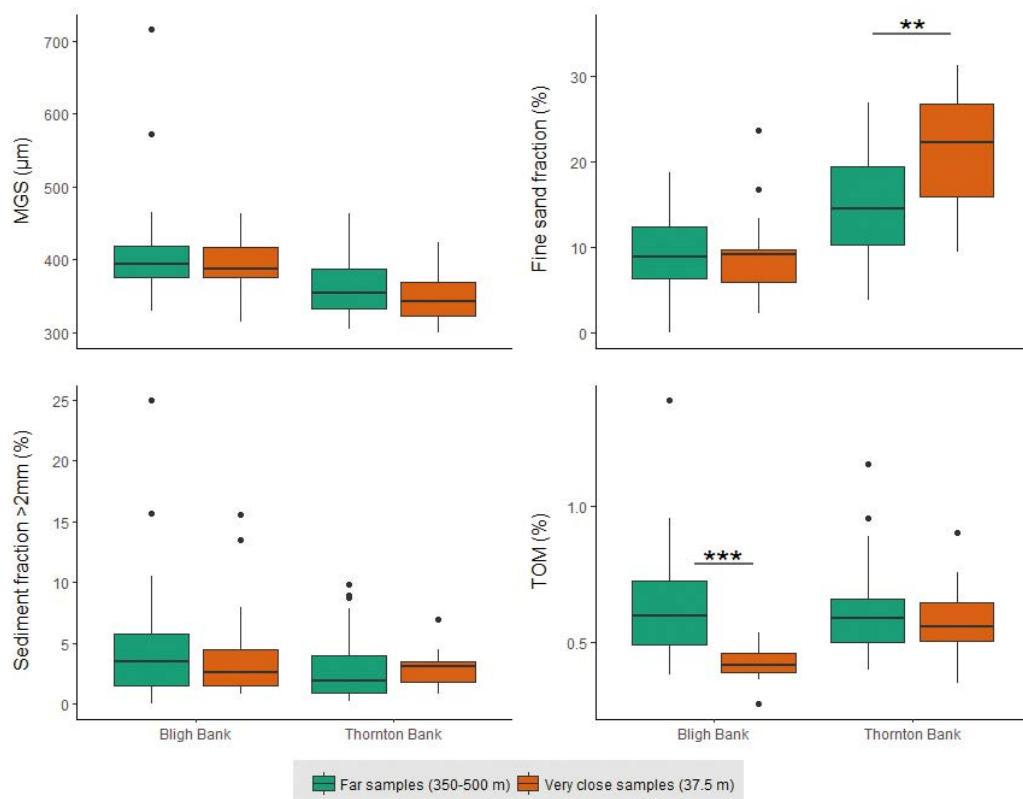 MGS (µm)
700
600
500
400
300
Fine sand fraction (%)
30
20
10
0
**
Sediment fraction >2mm (%)
25
20
15
10
5
0
Bligh Bank
Thornton Bank
TOM (%)
1.0
0.5
***
Bligh Bank
Thornton Bank
Far samples (350-500 m) Very close samples (37.5 m)